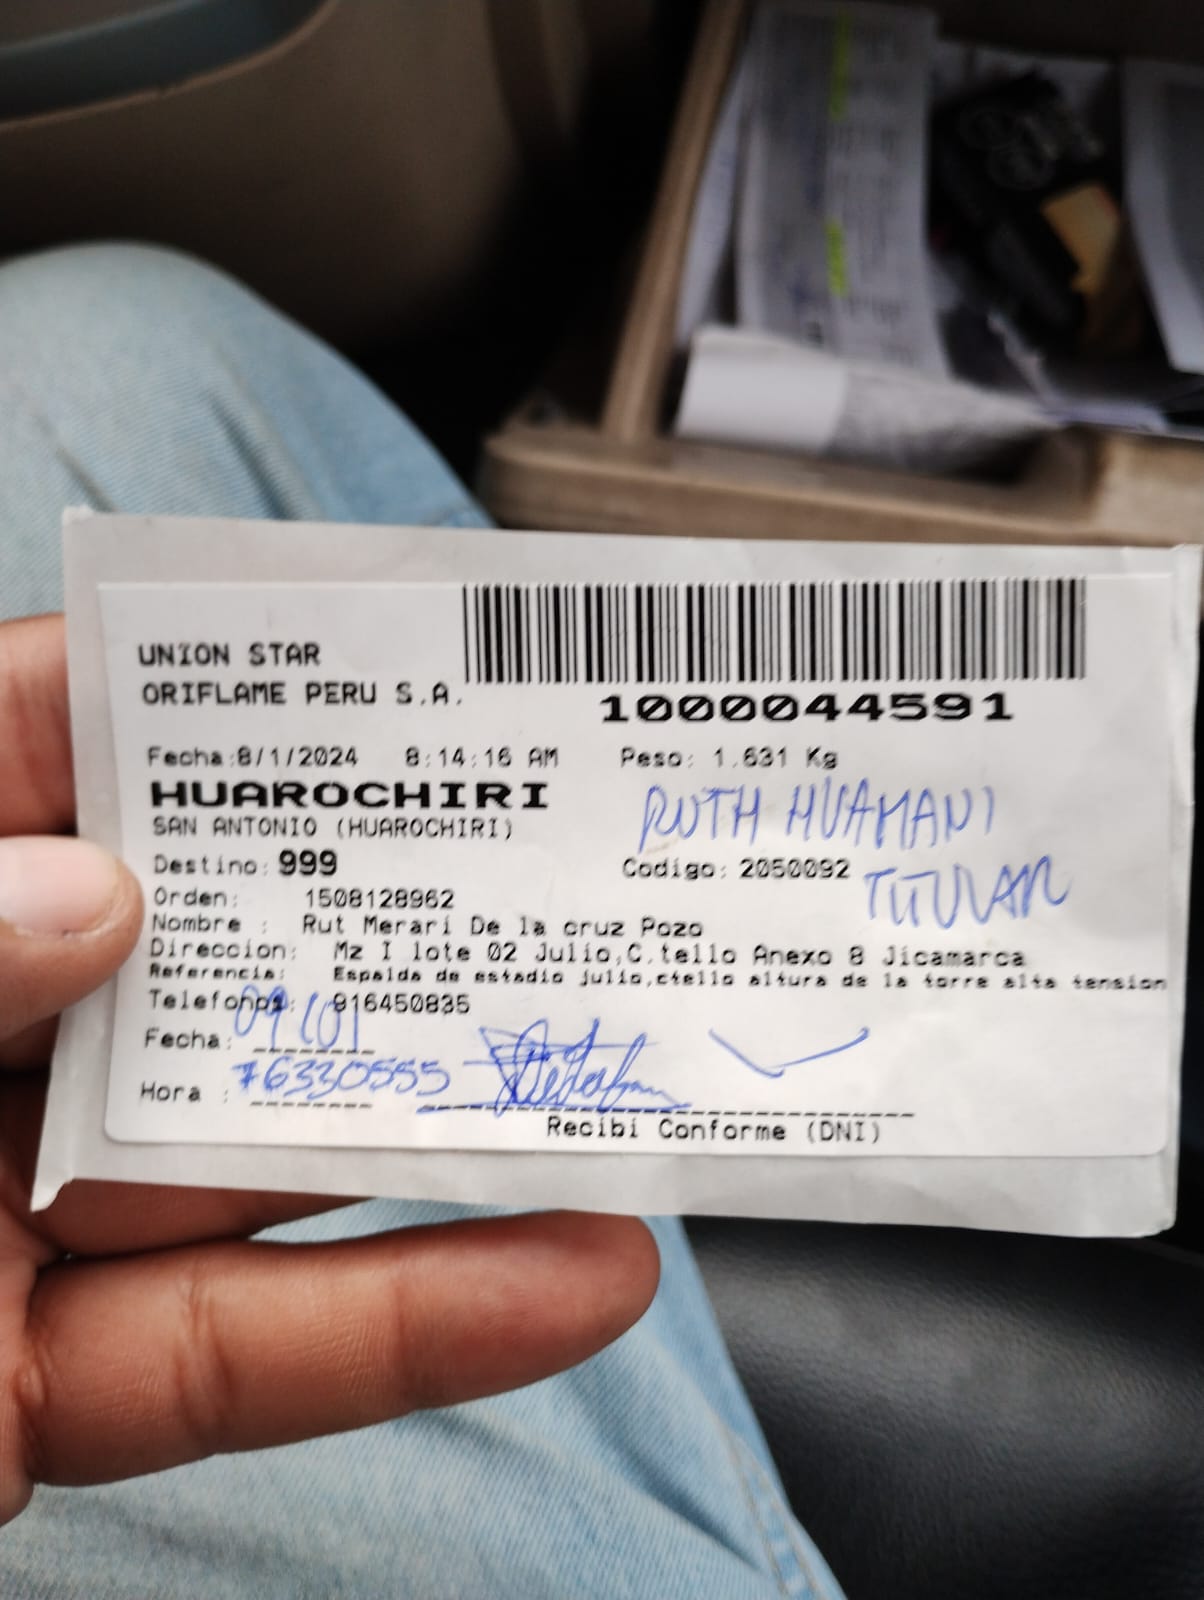 UNION STAR
ORIFLAME PERU S.A.
1000044591
Fecha:8/1/2024 8:14:16 AM Peso: 1.631 Kg
HUAROCHIRI
RUTH HUAMANI
SAN ANTONIO (HUAROCHIRI)
Destino: 999 Codigo: 2050092
TITULAR
Orden: 1508128962
Nombre : Rut Merari De la cruz Pozo
Direccion: Mz I lote 02 Julio,C.tello Anexo 8 Jicamarca
Referencia: Espalda de estadio julio,ctello altura de la torre alta tension
Telefonos: 916450835
Fecha: 09/01
Hora : 76330555
Recibi Conforme (DNI)